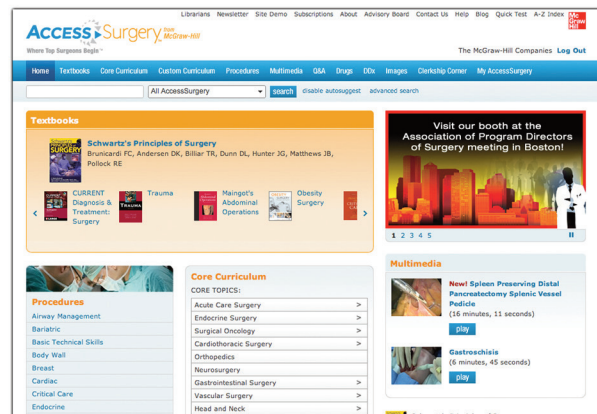 Librarians Newsletter Site Demo Subscriptions About Advisory Board Contact Us Help Blog Quick Test A-Z Index
Mc
Graw
Hill
ACCESS Surgery from
McGraw-Hill
Where Top Surgeons Begin™
The McGraw-Hill Companies Log Out
Home Textbooks Core Curriculum Custom Curriculum Procedures Multimedia Q&A Drugs DDx Images Clerkship Corner My AccessSurgery
All AccessSurgery search disable autosuggest advanced search
Textbooks
Schwartz's Principles of Surgery
Brunicardi FC, Andersen DK, Billiar TR, Dunn DL, Hunter JG, Matthews JB,
Pollock RE
CURRENT
Diagnosis &
Treatment:
Surgery
Trauma
Maingot's
Abdominal
Operations
Obesity
Surgery
Visit our booth at the
Association of Program Directors
of Surgery meeting in Boston!
1 2 3 4 5
Procedures
Airway Management
Bariatric
Basic Technical Skills
Body Wall
Breast
Cardiac
Critical Care
Endocrine
Core Curriculum
CORE TOPICS:
Acute Care Surgery >
Endocrine Surgery >
Surgical Oncology >
Cardiothoracic Surgery >
Orthopedics
Neurosurgery
Gastrointestinal Surgery >
Vascular Surgery >
Head and Neck >
Multimedia
New! Spleen Preserving Distal
Pancreatectomy Splenic Vessel
Pedicle
(16 minutes, 11 seconds)
play
Gastroschisis
(6 minutes, 45 seconds)
play